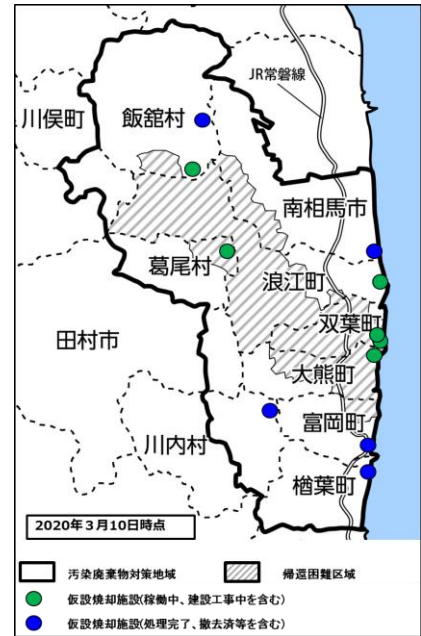 JR常磐線
川俣町
飯舘村
南相馬市
葛尾村
浪江町
双葉町
田村市
大熊町
富岡町
川内村
楢葉町
2020年3月10日時点
汚染廃棄物対策地域
帰還困難区域
仮設焼却施設(稼働中、建設工事中を含む)
仮設焼却施設(処理完了、撤去済等を含む)